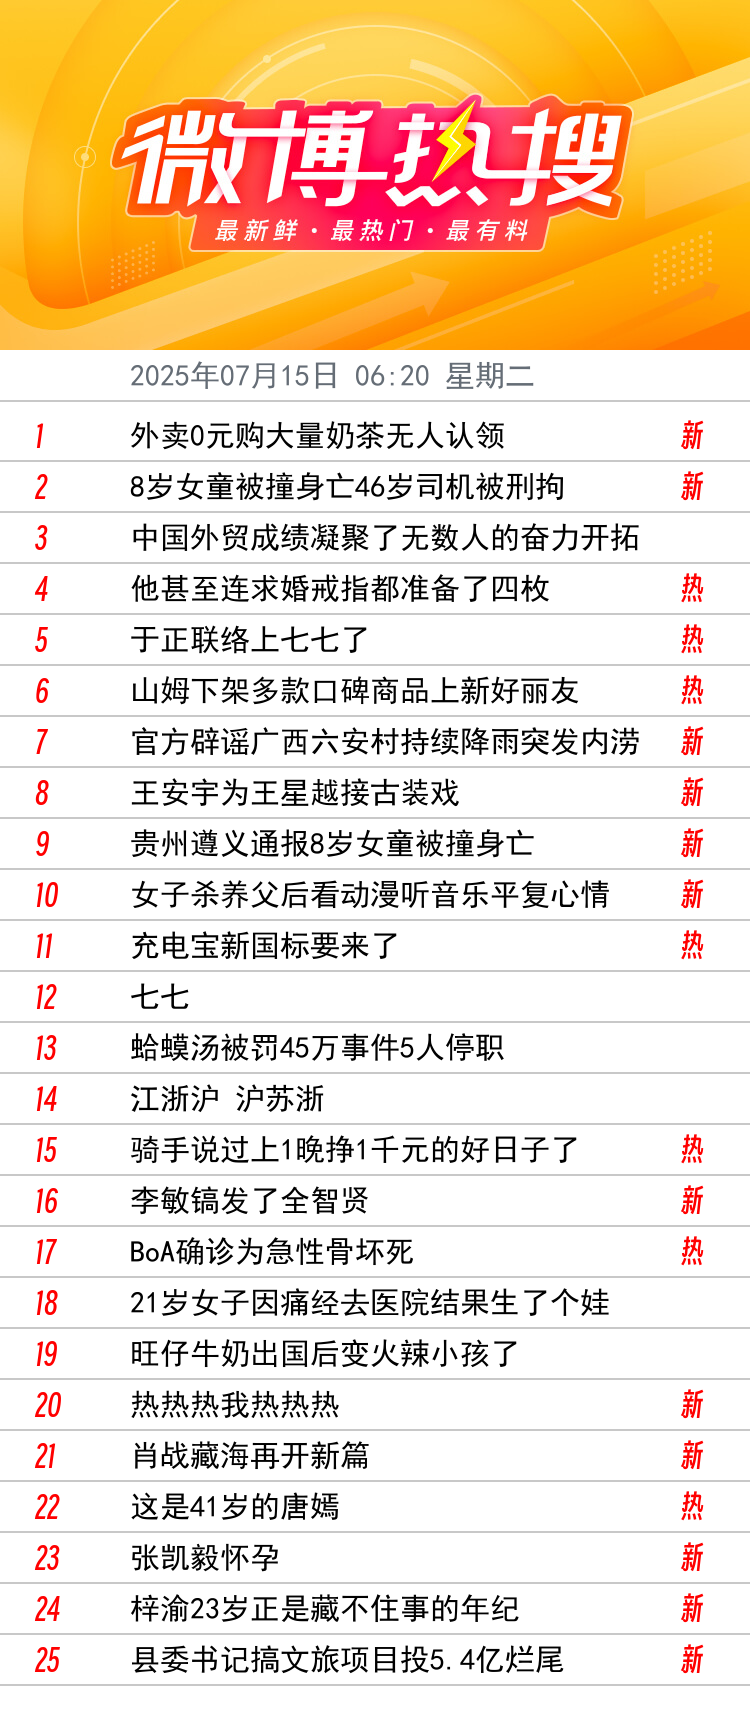 微博热搜
最新鲜·最热门·最有料
2025年07月15日 06:20 星期二
1 外卖0元购大量奶茶无人认领 新
2 8岁女童被撞身亡46岁司机被刑拘 新
3 中国外贸成绩凝聚了无数人的奋力开拓
4 他甚至连求婚戒指都准备了四枚 热
5 于正联络上七七了 热
6 山姆下架多款口碑商品上新好丽友 热
7 官方辟谣广西六安村持续降雨突发内涝 新
8 王安宇为王星越接古装戏 新
9 贵州遵义通报8岁女童被撞身亡 新
10 女子杀养父后看动漫听音乐平复心情 新
11 充电宝新国标要来了 热
12 七七
13 蛤蟆汤被罚45万事件5人停职
14 江浙沪 沪苏浙
15 骑手说过上1晚挣1千元的好日子了 热
16 李敏镐发了全智贤 新
17 BoA确诊为急性骨坏死 热
18 21岁女子因痛经去医院结果生了个娃
19 旺仔牛奶出国后变火辣小孩了
20 热热热我热热热 新
21 肖战藏海再开新篇 新
22 这是41岁的唐嫣 热
23 张凯毅怀孕 新
24 梓渝23岁正是藏不住事的年纪 新
25 县委书记搞文旅项目投5.4亿烂尾 新